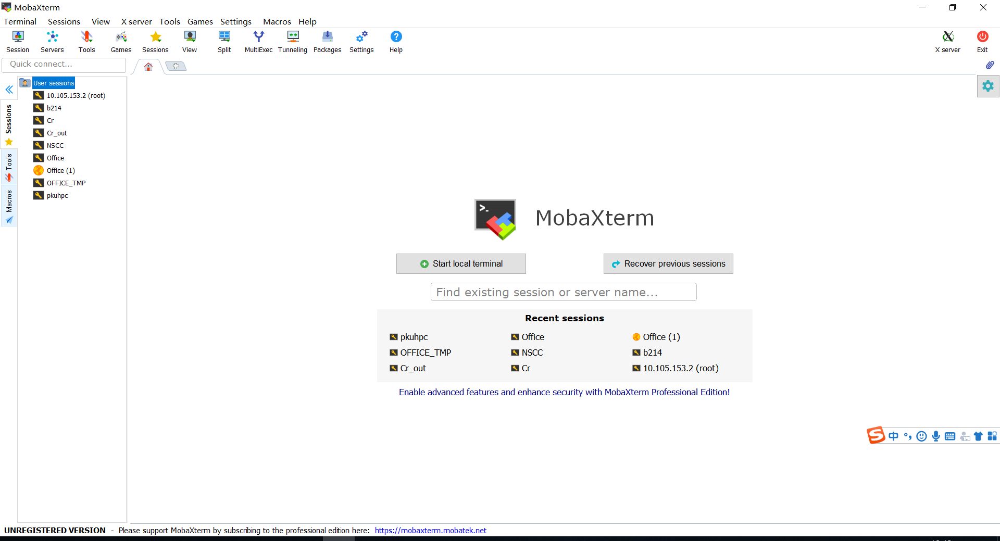 MobaXterm
Terminal Sessions View X server Tools Games Settings Macros Help
Session Servers Tools Games Sessions View Split MultiExec Tunneling Packages Settings Help X server Exit
Quick connect...
User sessions
10.105.153.2 (root)
b214
Cr
Cr_out
NSCC
Office
Office (1)
OFFICE_TMP
pkuhpc
Sessions
Tools
Macros
>_
MobaXterm
Start local terminal
Recover previous sessions
Find existing session or server name...
Recent sessions
pkuhpc Office Office (1)
OFFICE_TMP NSCC b214
Cr_out Cr 10.105.153.2 (root)
Enable advanced features and enhance security with MobaXterm Professional Edition!
S 中 °,
UNREGISTERED VERSION - Please support MobaXterm by subscribing to the professional edition here: https://mobaxterm.mobatek.net